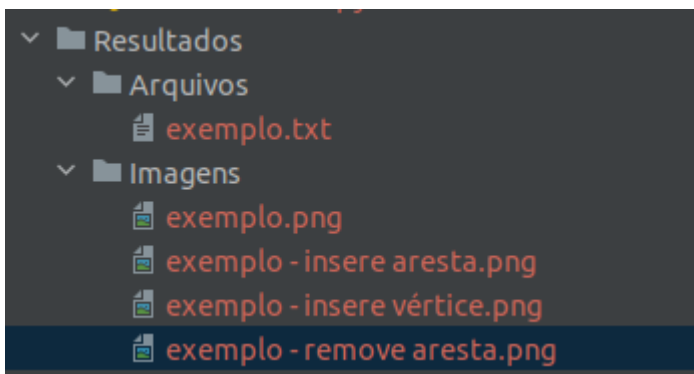 Resultados
Arquivos
exemplo.txt
Imagens
exemplo.png
exemplo - insere aresta.png
exemplo - insere vértice.png
exemplo - remove aresta.png